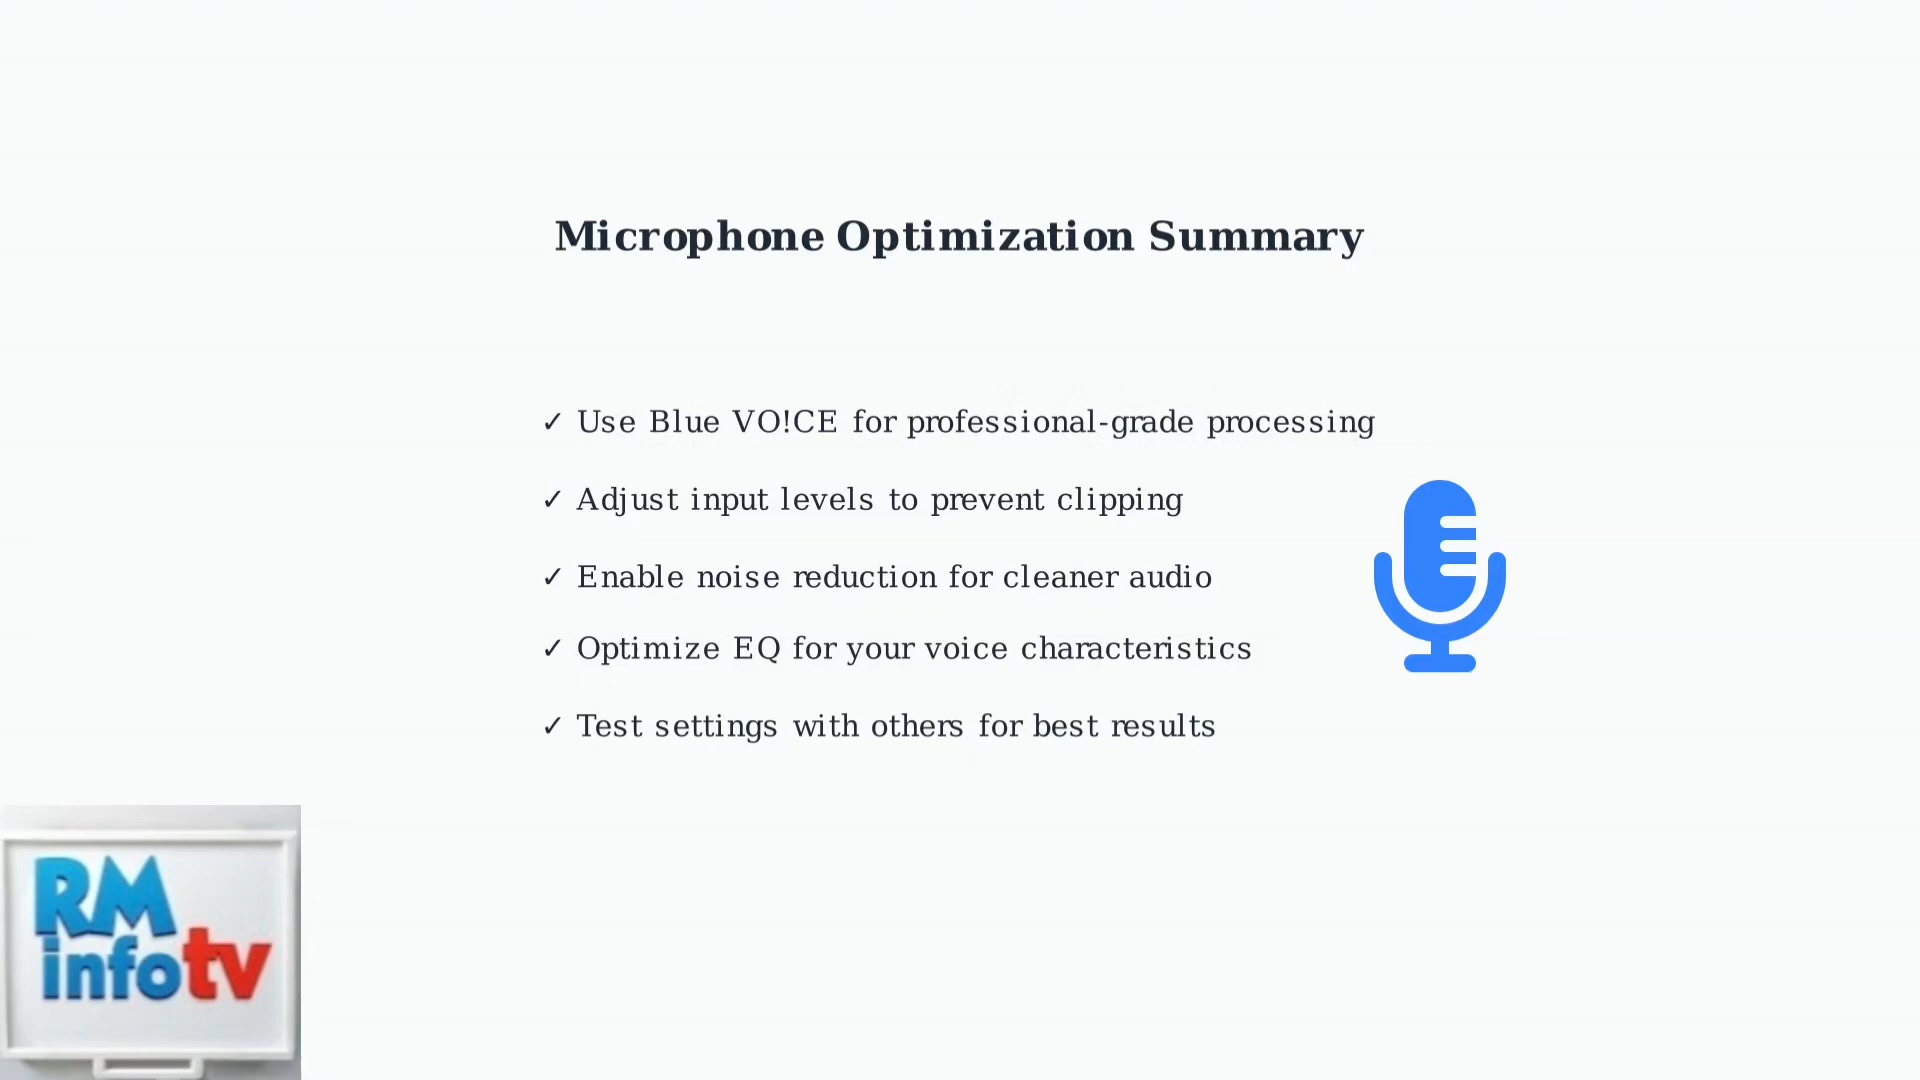 Microphone Optimization Summary
✓ Use Blue VO!CE for professional-grade processing
✓ Adjust input levels to prevent clipping
✓ Enable noise reduction for cleaner audio
✓ Optimize EQ for your voice characteristics
✓ Test settings with others for best results
RM
infotv